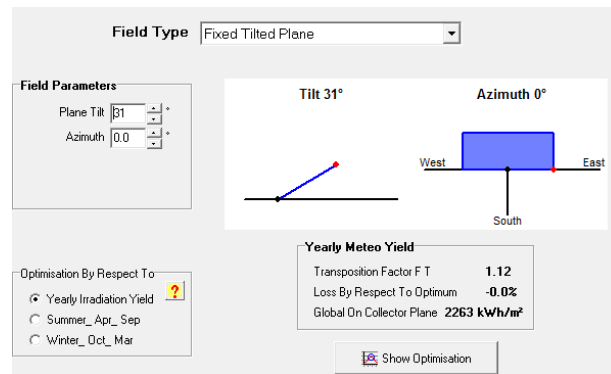 Field Type Fixed Tilted Plane
Field Parameters
Plane Tilt 31 °
Azimuth 0.0 °
Tilt 31° Azimuth 0°
West East
South
Optimisation By Respect To
?
Yearly Irradiation Yield
Summer_ Apr_ Sep
Winter_ Oct_ Mar
Yearly Meteo Yield
Transposition Factor F T 1.12
Loss By Respect To Optimum -0.0%
Global On Collector Plane 2263 kWh/m²
Show Optimisation